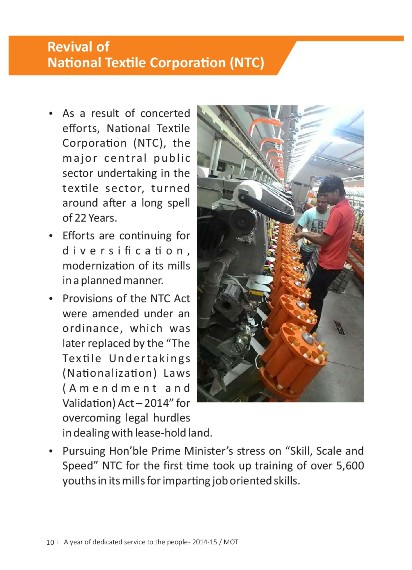 Revival of
National Textile Corporation (NTC)
• As a result of concerted
efforts, National Textile
Corporation (NTC), the
major central public
sector undertaking in the
textile sector, turned
around after a long spell
of 22 Years.
• Efforts are continuing for
diversification,
modernization of its mills
in a planned manner.
• Provisions of the NTC Act
were amended under an
ordinance, which was
later replaced by the “The
Textile Undertakings
(Nationalization) Laws
(Amendment and
Validation) Act – 2014” for
overcoming legal hurdles
in dealing with lease-hold land.
• Pursuing Hon’ble Prime Minister’s stress on “Skill, Scale and
Speed” NTC for the first time took up training of over 5,600
youths in its mills for imparting job oriented skills.
10 | A year of dedicated service to the people- 2014-15 / MOT